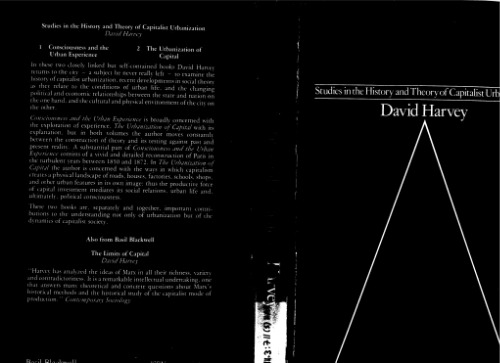 Studies in the History and Theory of Capitalist Urbanization
David Harvey
1 Consciousness and the Urban Experience
2 The Urbanization of Capital
In these two closely linked but self-contained books David Harvey
returns to the city – a subject he never really left – to examine the
history of capitalist urbanization, recent developments in social theory
as they relate to the conditions of urban life, and the changing
political and economic relationships between the state and nation on
the one hand, and the cultural and physical environment of the city on
the other.
Consciousness and the Urban Experience is broadly concerned with
the exploration of experience, The Urbanization of Capital with its
explanation, but in both volumes the author moves constantly
between the construction of theory and its testing against past and
present reality. A substantial part of Consciousness and the Urban
Experience consists of a vivid and detailed reconstruction of Paris in
the turbulent years between 1850 and 1872. In The Urbanization of
Capital the author is concerned with the ways in which capitalism
creates a physical landscape of roads, houses, factories, schools, shops,
and other urban features in its own image; thus the productive force
of capital investment mediates its social relations, urban life and,
ultimately, political consciousness.
These two books are, separately and together, important contri-
butions to the understanding not only of urbanization but of the
dynamics of capitalist society.
Also from Basil Blackwell
The Limits of Capital
David Harvey
"Harvey has analyzed the ideas of Marx in all their richness, variety
and contradictoriness. It is a remarkable intellectual undertaking, one
that answers many theoretical and concrete questions about Marx's
historical methods and the historical study of the capitalist mode of
production." Contemporary Sociology
Basil Blackwell
Studies in the History and Theory of Capitalist Urb
David Harvey